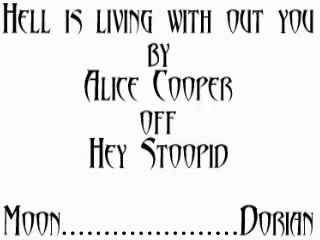 Hell is living with out you
by
Alice Cooper
off
Hey Stoopid
Moon.....................Dorian